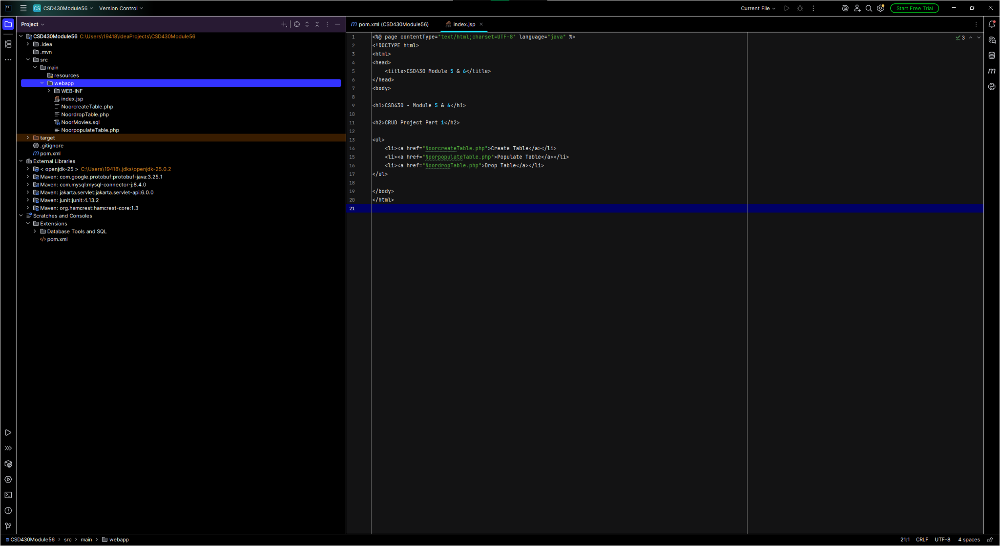 CS CSD430Module56 Version Control Current File Start Free Trial
Project
CSD430Module56 C:\Users\19418\IdeaProjects\CSD430Module56
.idea
.mvn
src
main
resources
webapp
WEB-INF
index.jsp
NoorcreateTable.php
NoordropTable.php
NoorMovies.sql
NoorpopulateTable.php
target
.gitignore
pom.xml
External Libraries
< openjdk-25 > C:\Users\19418\.jdks\openjdk-25.0.2
Maven: com.google.protobuf:protobuf-java:3.25.1
Maven: com.mysql:mysql-connector-j:8.4.0
Maven: jakarta.servlet:jakarta.servlet-api:6.0.0
Maven: junit:junit:4.13.2
Maven: org.hamcrest:hamcrest-core:1.3
Scratches and Consoles
Extensions
Database Tools and SQL
pom.xml
pom.xml (CSD430Module56) index.jsp
3
1 <%@ page contentType="text/html;charset=UTF-8" language="java" %>
2 <!DOCTYPE html>
3 <html>
4 <head>
5 <title>CSD430 Module 5 & 6</title>
6 </head>
7 <body>
8
9 <h1>CSD430 - Module 5 & 6</h1>
10
11 <h2>CRUD Project Part 1</h2>
12
13 <ul>
14 <li><a href="NoorcreateTable.php">Create Table</a></li>
15 <li><a href="NoorpopulateTable.php">Populate Table</a></li>
16 <li><a href="NoordropTable.php">Drop Table</a></li>
17 </ul>
18
19 </body>
20 </html>
21
CSD430Module56 > src > main > webapp 21:1 CRLF UTF-8 4 spaces